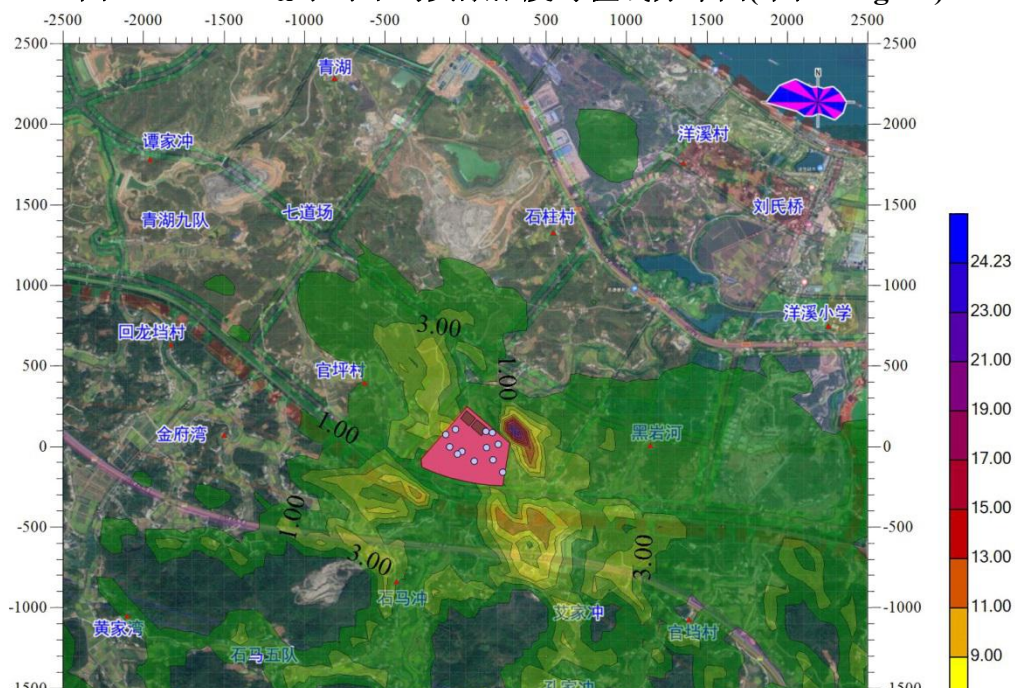 -2500 -2000 -1500 -1000 -500 0 500 1000 1500 2000 2500
2500 2500
N
青湖
2000 2000
谭家冲 洋溪村
1500 1500
青湖九队 七道场 石柱村 刘氏桥
24.23
1000 1000
3.00 洋溪小学 23.00
回龙垱村
21.00
500 500
官坪村 1.00
19.00
1.00
金府湾 黑岩河
0 0 17.00
15.00
1.00
-500 -500
13.00
3.00 3.00
石马冲 艾家冲 11.00
-1000 -1000
黄家湾 官垱村
石马五队 9.00